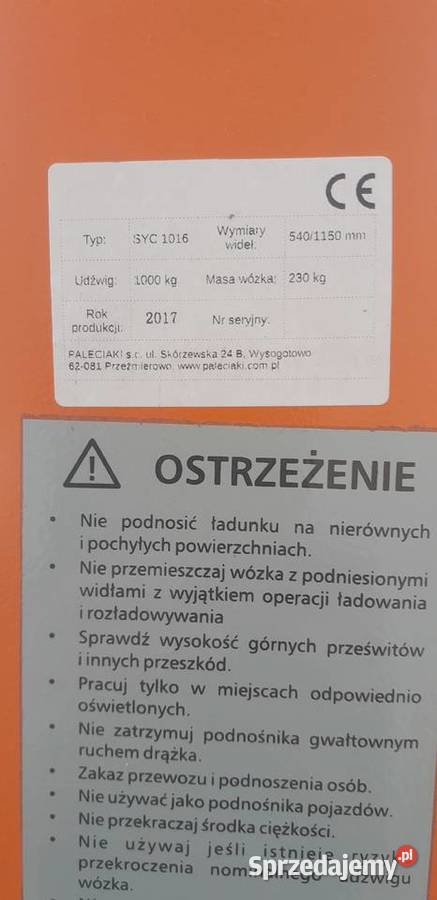 CE
Typ: SYC 1016 Wymiary wideł: 540/1150 mm
Udźwig: 1000 kg Masa wózka: 230 kg
Rok produkcji: 2017 Nr seryjny:
PALECIAKI s.c. ul. Skórzewska 24 B, Wysogotowo
62-081 Przeźmierowo, www.paleciaki.com.pl
OSTRZEŻENIE
• Nie podnosić ładunku na nierównych
i pochyłych powierzchniach.
• Nie przemieszczaj wózka z podniesionymi
widłami z wyjątkiem operacji ładowania
i rozładowywania
• Sprawdź wysokość górnych prześwitów
i innych przeszkód.
• Pracuj tylko w miejscach odpowiednio
oświetlonych.
• Nie zatrzymuj podnośnika gwałtownym
ruchem drążka.
• Zakaz przewozu i podnoszenia osób.
• Nie używać jako podnośnika pojazdów.
• Nie przekraczaj środka ciężkości.
• Nie używaj jeśli istnieje
przekroczenia udźwigu
wózka.
Sprzedajemy.pl